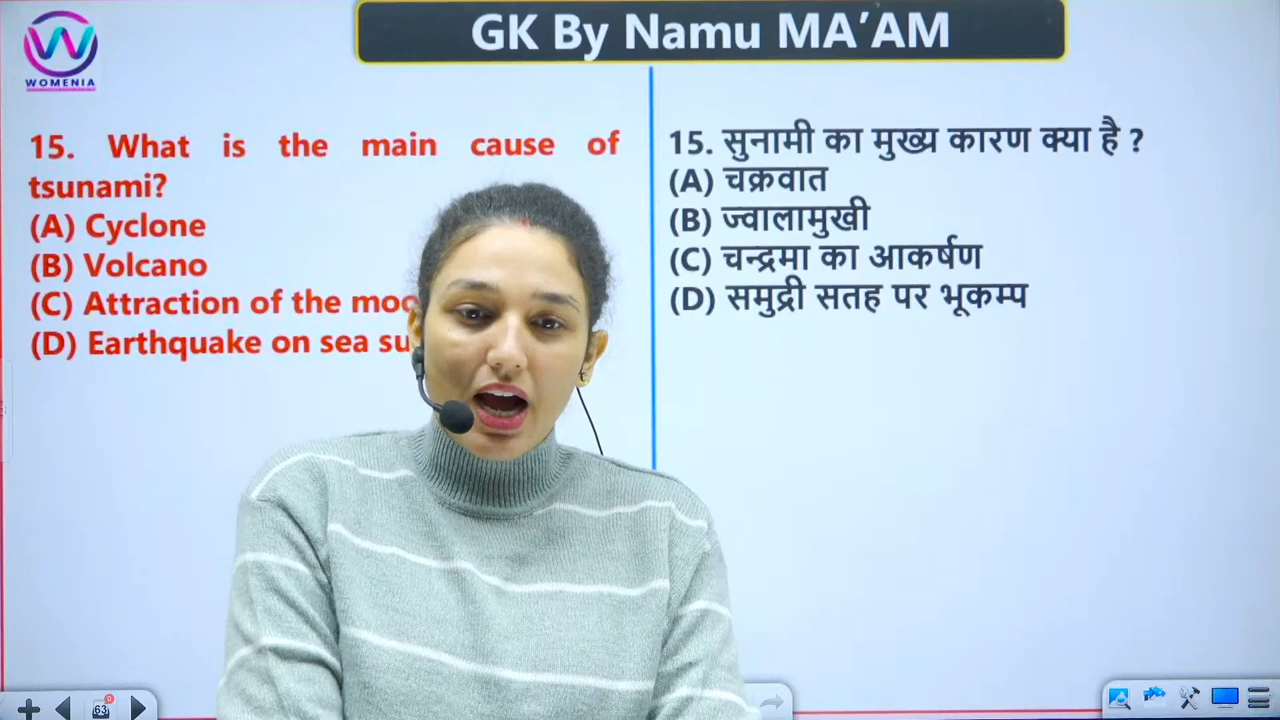 WOMENIA
GK By Namu MA’AM
15. What is the main cause of
tsunami?
(A) Cyclone
(B) Volcano
(C) Attraction of the
(D) Earthquake on sea
15. सुनामी का मुख्य कारण क्या है ?
(A) चक्रवात
(B) ज्वालामुखी
(C) चन्द्रमा का आकर्षण
(D) समुद्री सतह पर भूकम्प
63